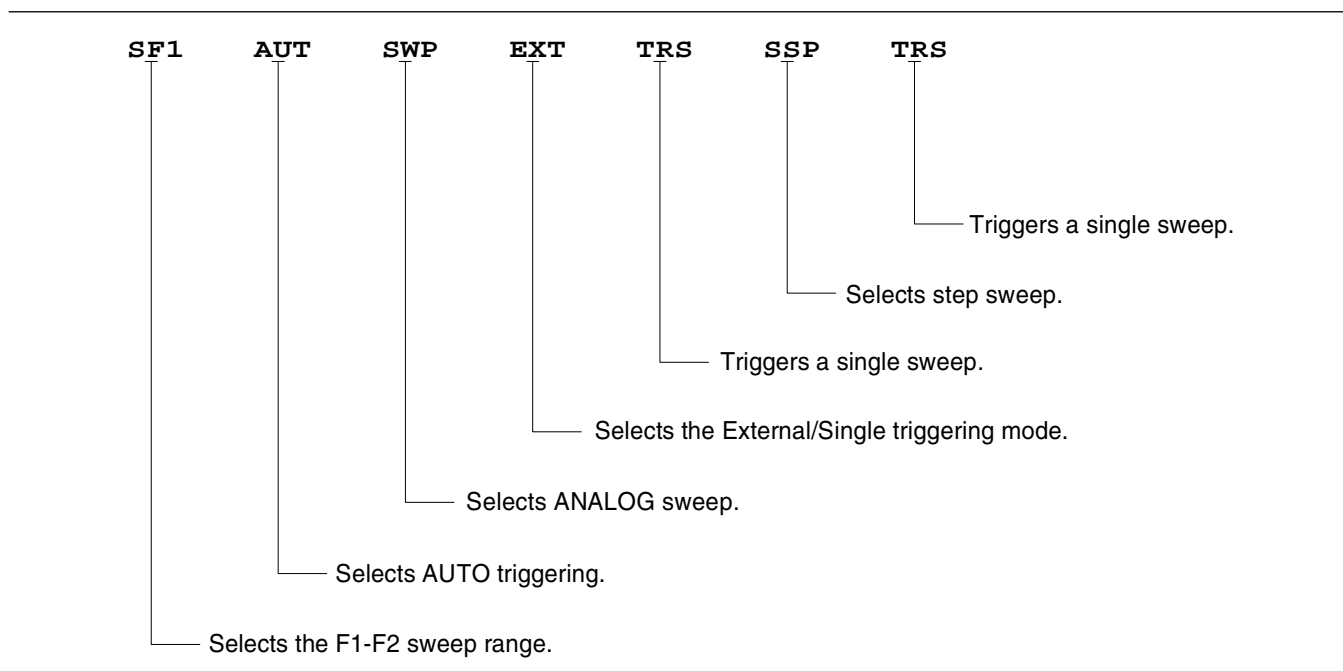 SF1 AUT SWP EXT TRS SSP TRS
Triggers a single sweep.
Selects step sweep.
Triggers a single sweep.
Selects the External/Single triggering mode.
Selects ANALOG sweep.
Selects AUTO triggering.
Selects the F1-F2 sweep range.